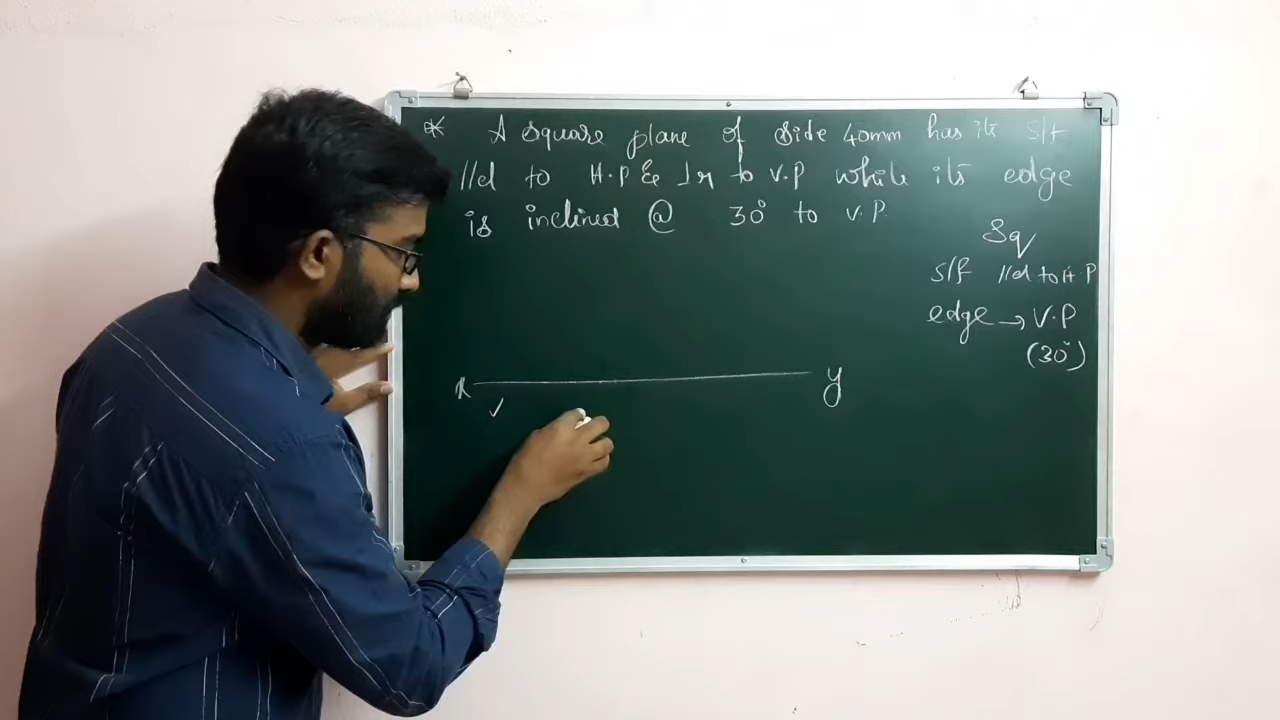 * A square plane of side 40mm has its s/f
//el to H.P & ⊥r to V.P while its edge
is inclined @ 30° to V.P.
Sq
s/f //el to H.P
edge → V.P
(30°)
x y
✓